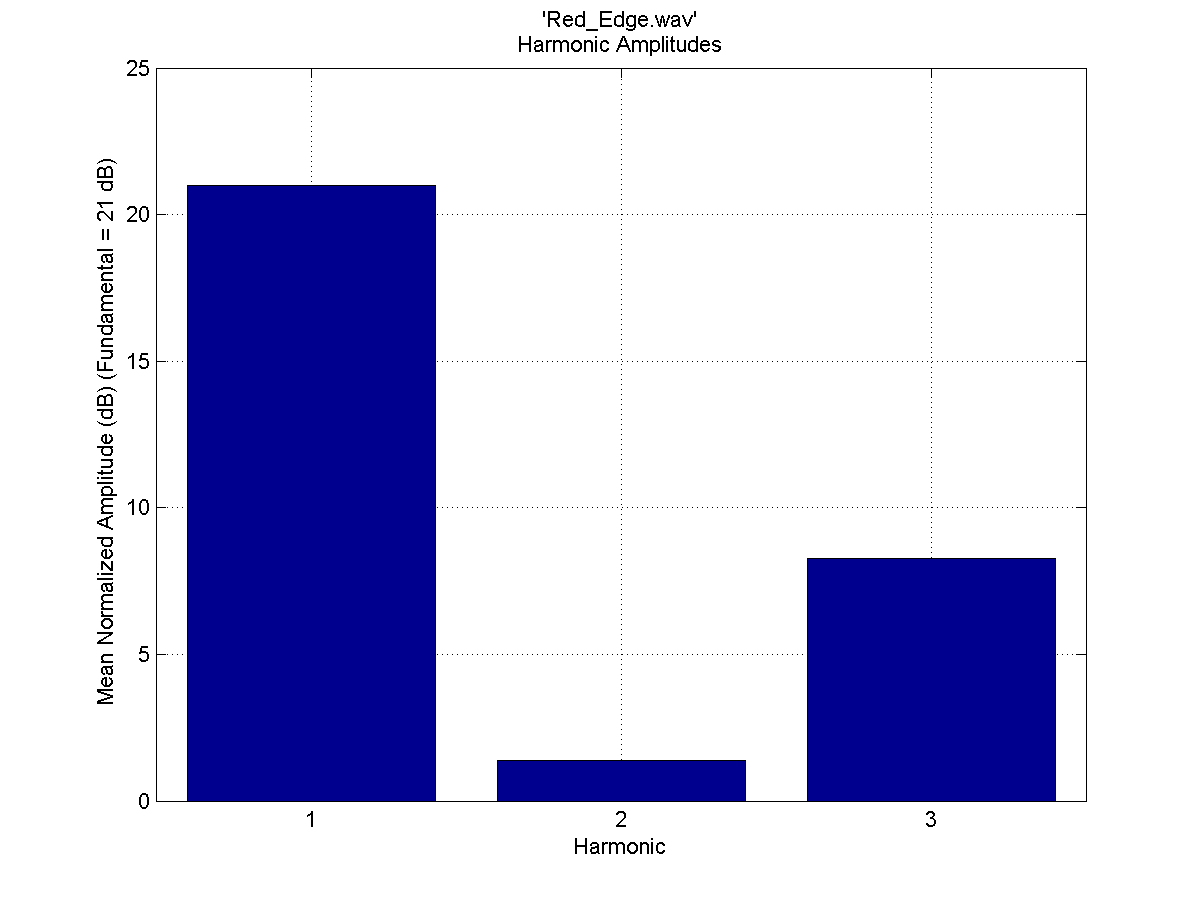 'Red_Edge.wav'
Harmonic Amplitudes
Mean Normalized Amplitude (dB) (Fundamental = 21 dB)
25
20
15
10
5
0
1 2 3
Harmonic